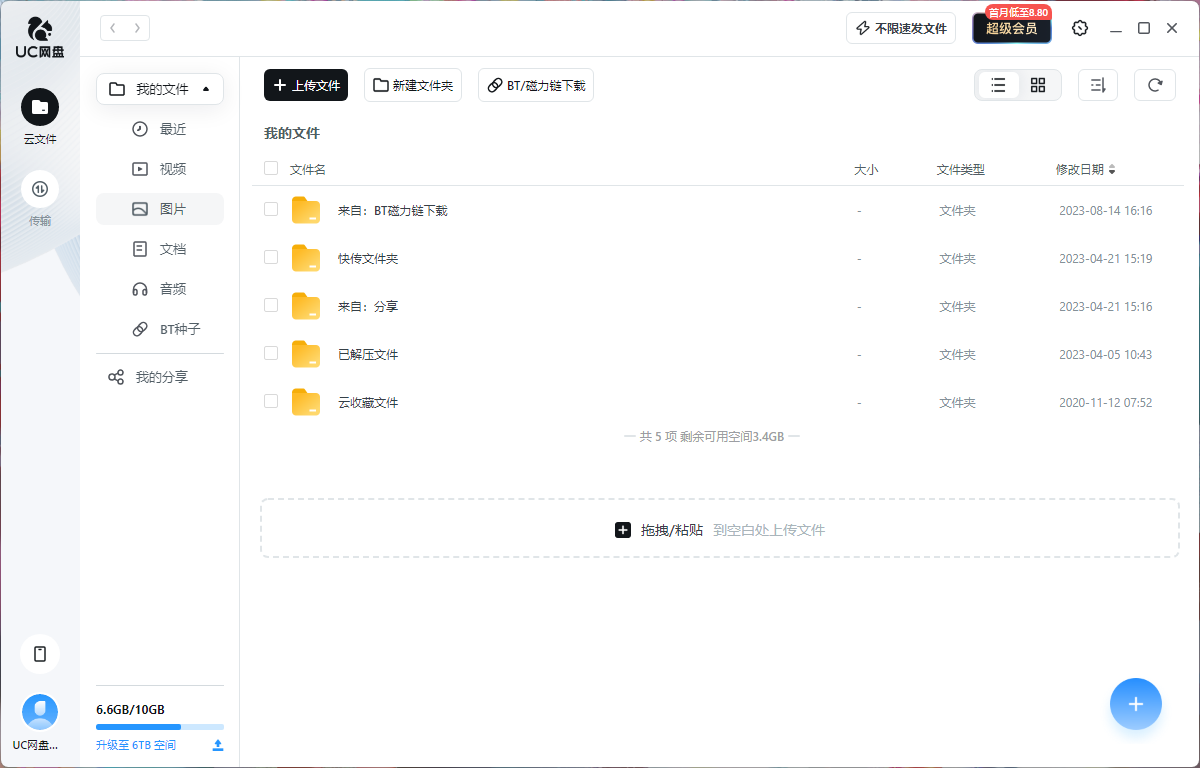 UC网盘
云文件
传输
UC网盘...
不限速发文件
首月低至8.80
超级会员
我的文件
最近
视频
图片
文档
音频
BT种子
我的分享
6.6GB/10GB
升级至 6TB 空间
上传文件
新建文件夹
BT/磁力链下载
我的文件
文件名 大小 文件类型 修改日期
来自：BT磁力链下载 - 文件夹 2023-08-14 16:16
快传文件夹 - 文件夹 2023-04-21 15:19
来自：分享 - 文件夹 2023-04-21 15:16
已解压文件 - 文件夹 2023-04-05 10:43
云收藏文件 - 文件夹 2020-11-12 07:52
— 共 5 项 剩余可用空间3.4GB —
拖拽/粘贴 到空白处上传文件